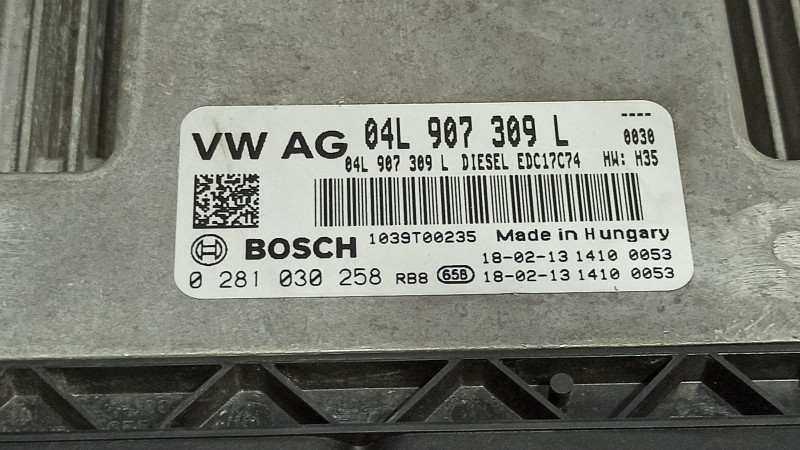 VW AG 04L 907 309 L ----
0030
04L 907 309 L DIESEL EDC17C74 HW: H35
BOSCH 1039T00235 Made in Hungary
18-02-13 1410 0053
0 281 030 258 RB8 658 18-02-13 1410 0053